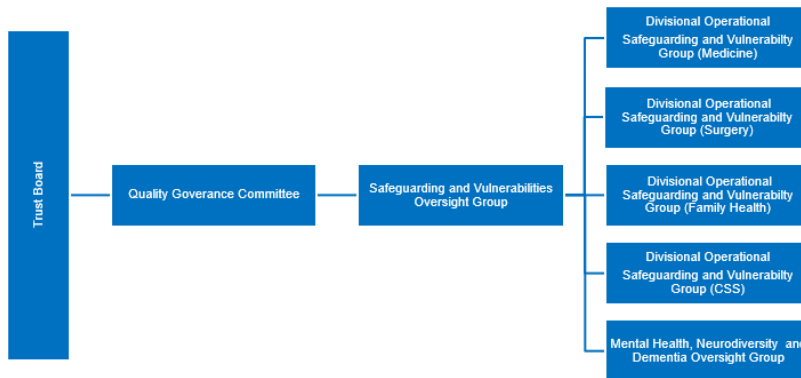 Trust Board
Quality Goverance Committee
Safeguarding and Vulnerabilities
Oversight Group
Divisional Operational
Safeguarding and Vulnerabilty
Group (Medicine)
Divisional Operational
Safeguarding and Vulnerabilty
Group (Surgery)
Divisional Operational
Safeguarding and Vulnerabilty
Group (Family Health)
Divisional Operational
Safeguarding and Vulnerabilty
Group (CSS)
Mental Health, Neurodiversity and
Dementia Oversight Group